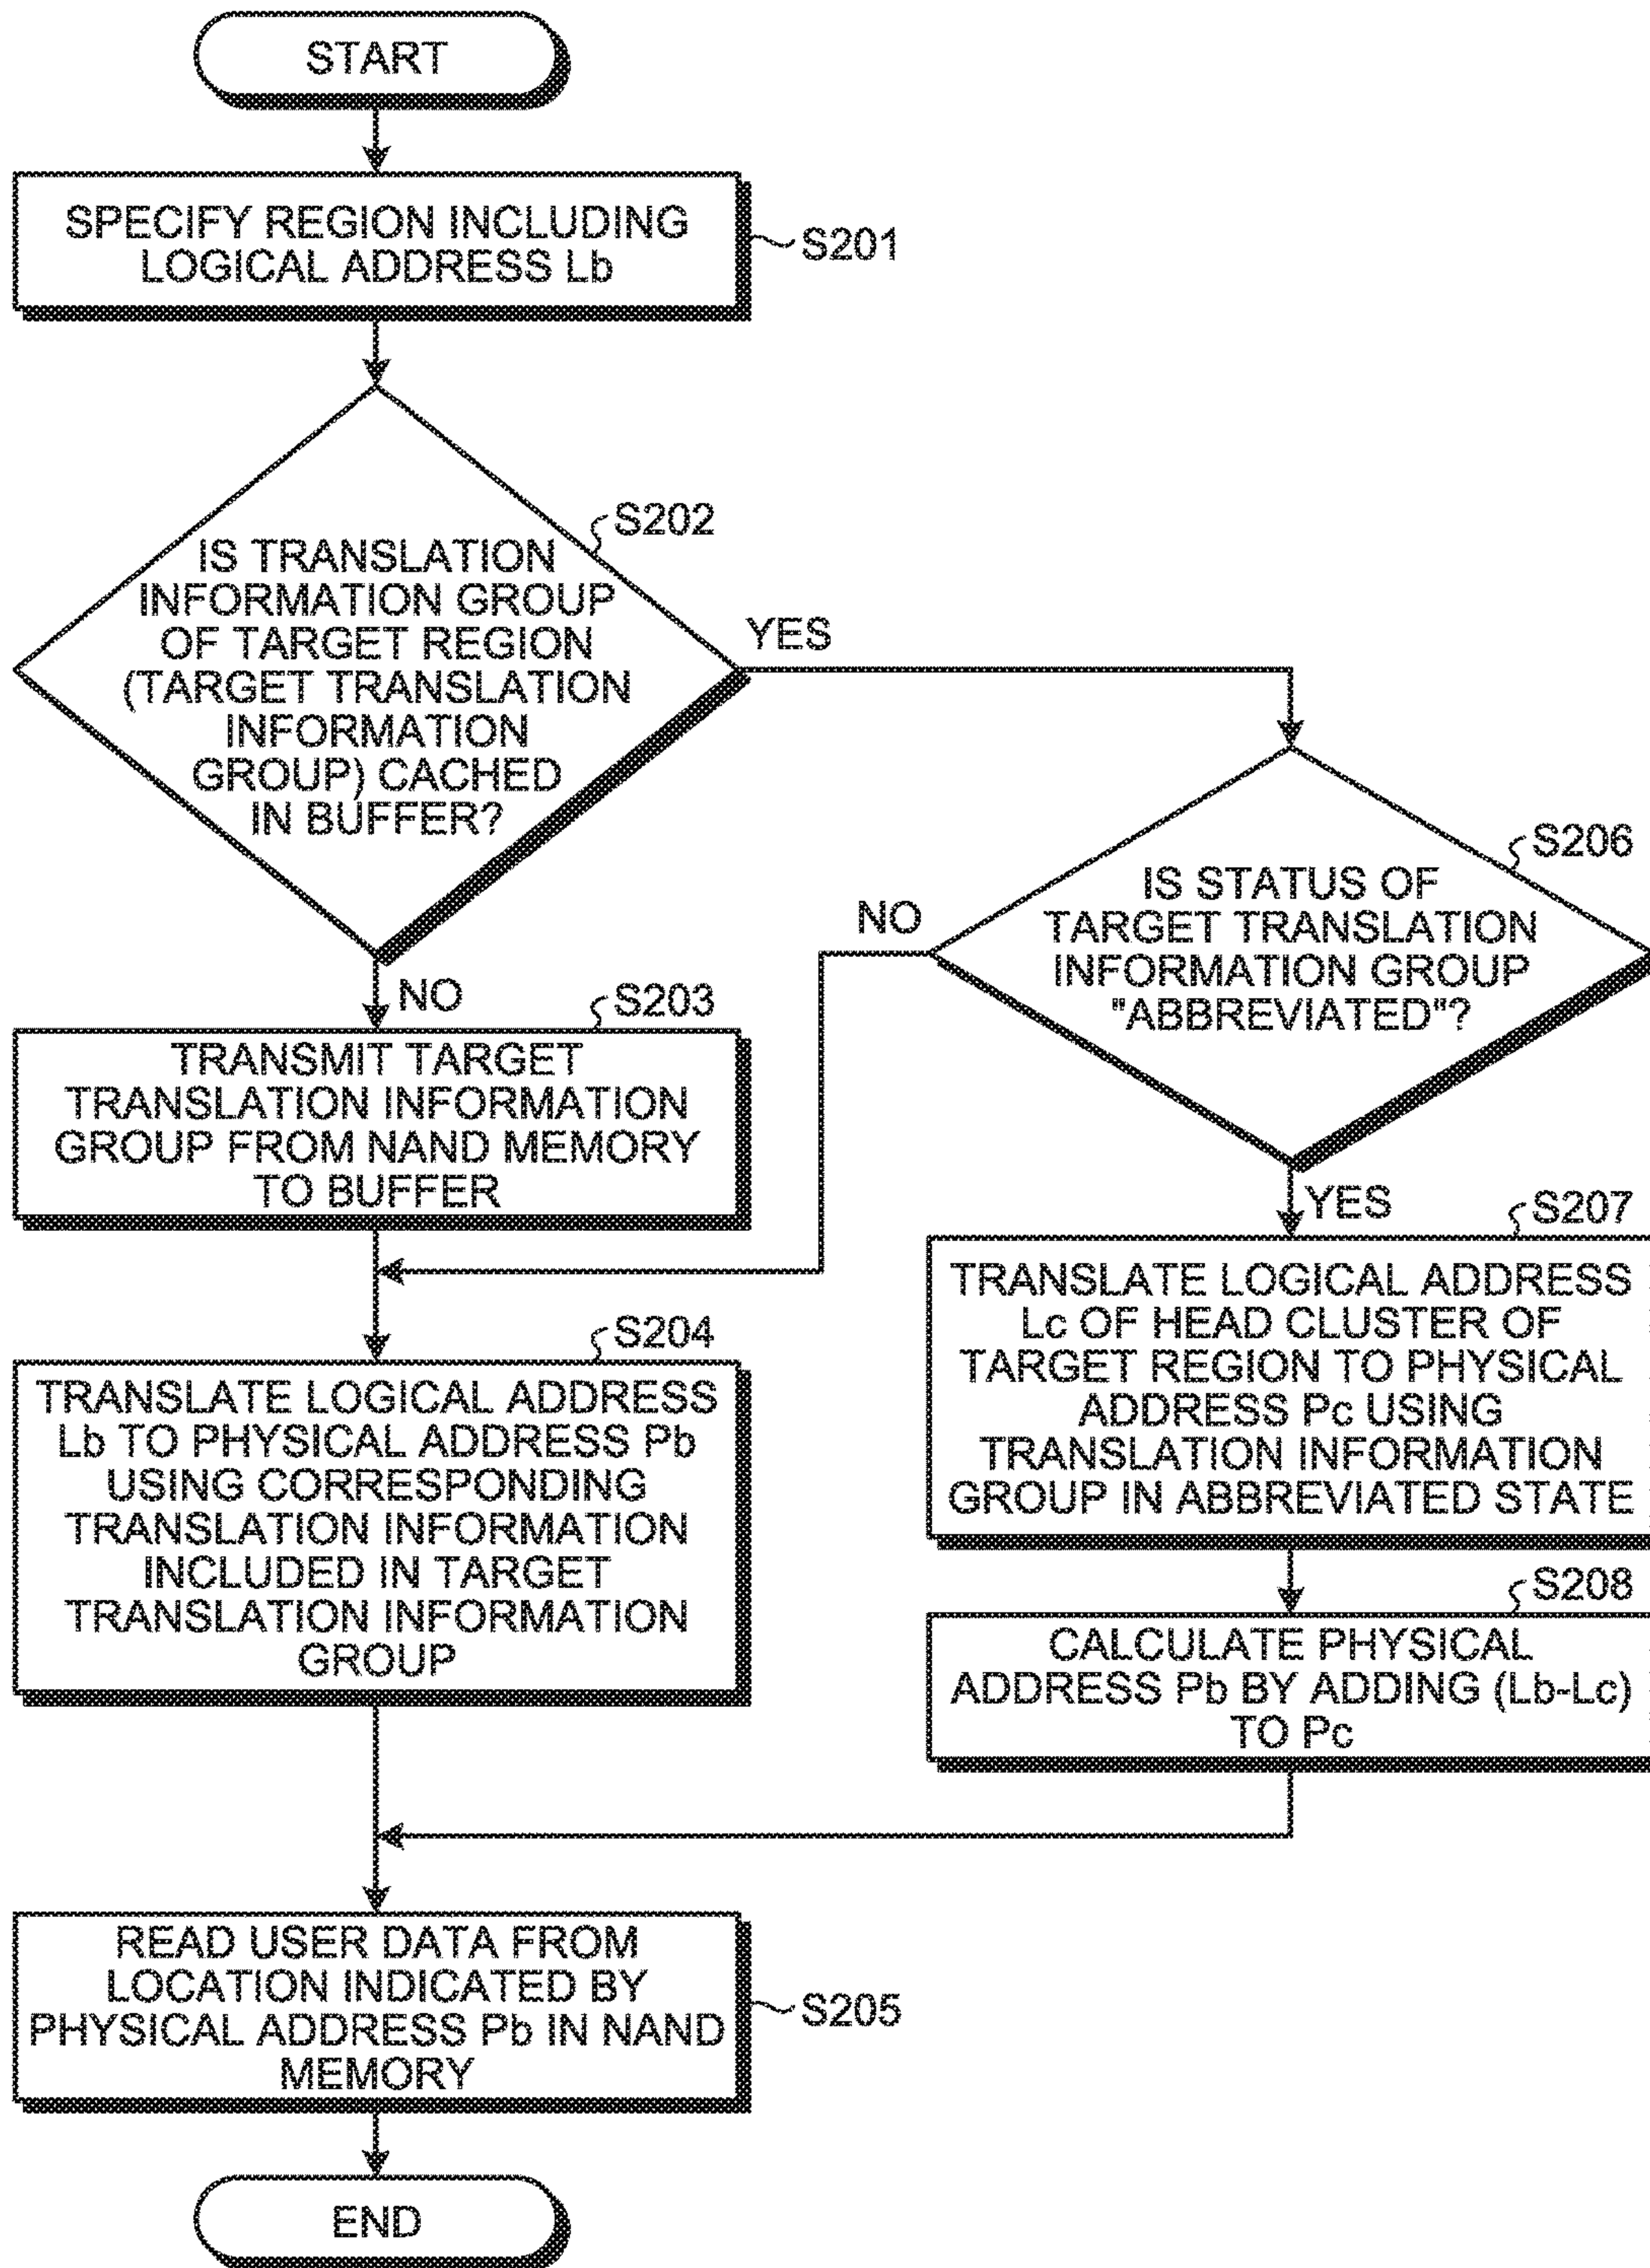 START
SPECIFY REGION INCLUDING
LOGICAL ADDRESS Lb
S201
S202
IS TRANSLATION
INFORMATION GROUP
OF TARGET REGION
(TARGET TRANSLATION
INFORMATION
GROUP) CACHED
IN BUFFER?
YES
NO
S203
TRANSMIT TARGET
TRANSLATION INFORMATION
GROUP FROM NAND MEMORY
TO BUFFER
S204
TRANSLATE LOGICAL ADDRESS
Lb TO PHYSICAL ADDRESS Pb
USING CORRESPONDING
TRANSLATION INFORMATION
INCLUDED IN TARGET
TRANSLATION INFORMATION
GROUP
S206
IS STATUS OF
TARGET TRANSLATION
INFORMATION GROUP
"ABBREVIATED"?
NO
YES
S207
TRANSLATE LOGICAL ADDRESS
Lc OF HEAD CLUSTER OF
TARGET REGION TO PHYSICAL
ADDRESS Pc USING
TRANSLATION INFORMATION
GROUP IN ABBREVIATED STATE
S208
CALCULATE PHYSICAL
ADDRESS Pb BY ADDING (Lb-Lc)
TO Pc
READ USER DATA FROM
LOCATION INDICATED BY
PHYSICAL ADDRESS Pb IN NAND
MEMORY
S205
END